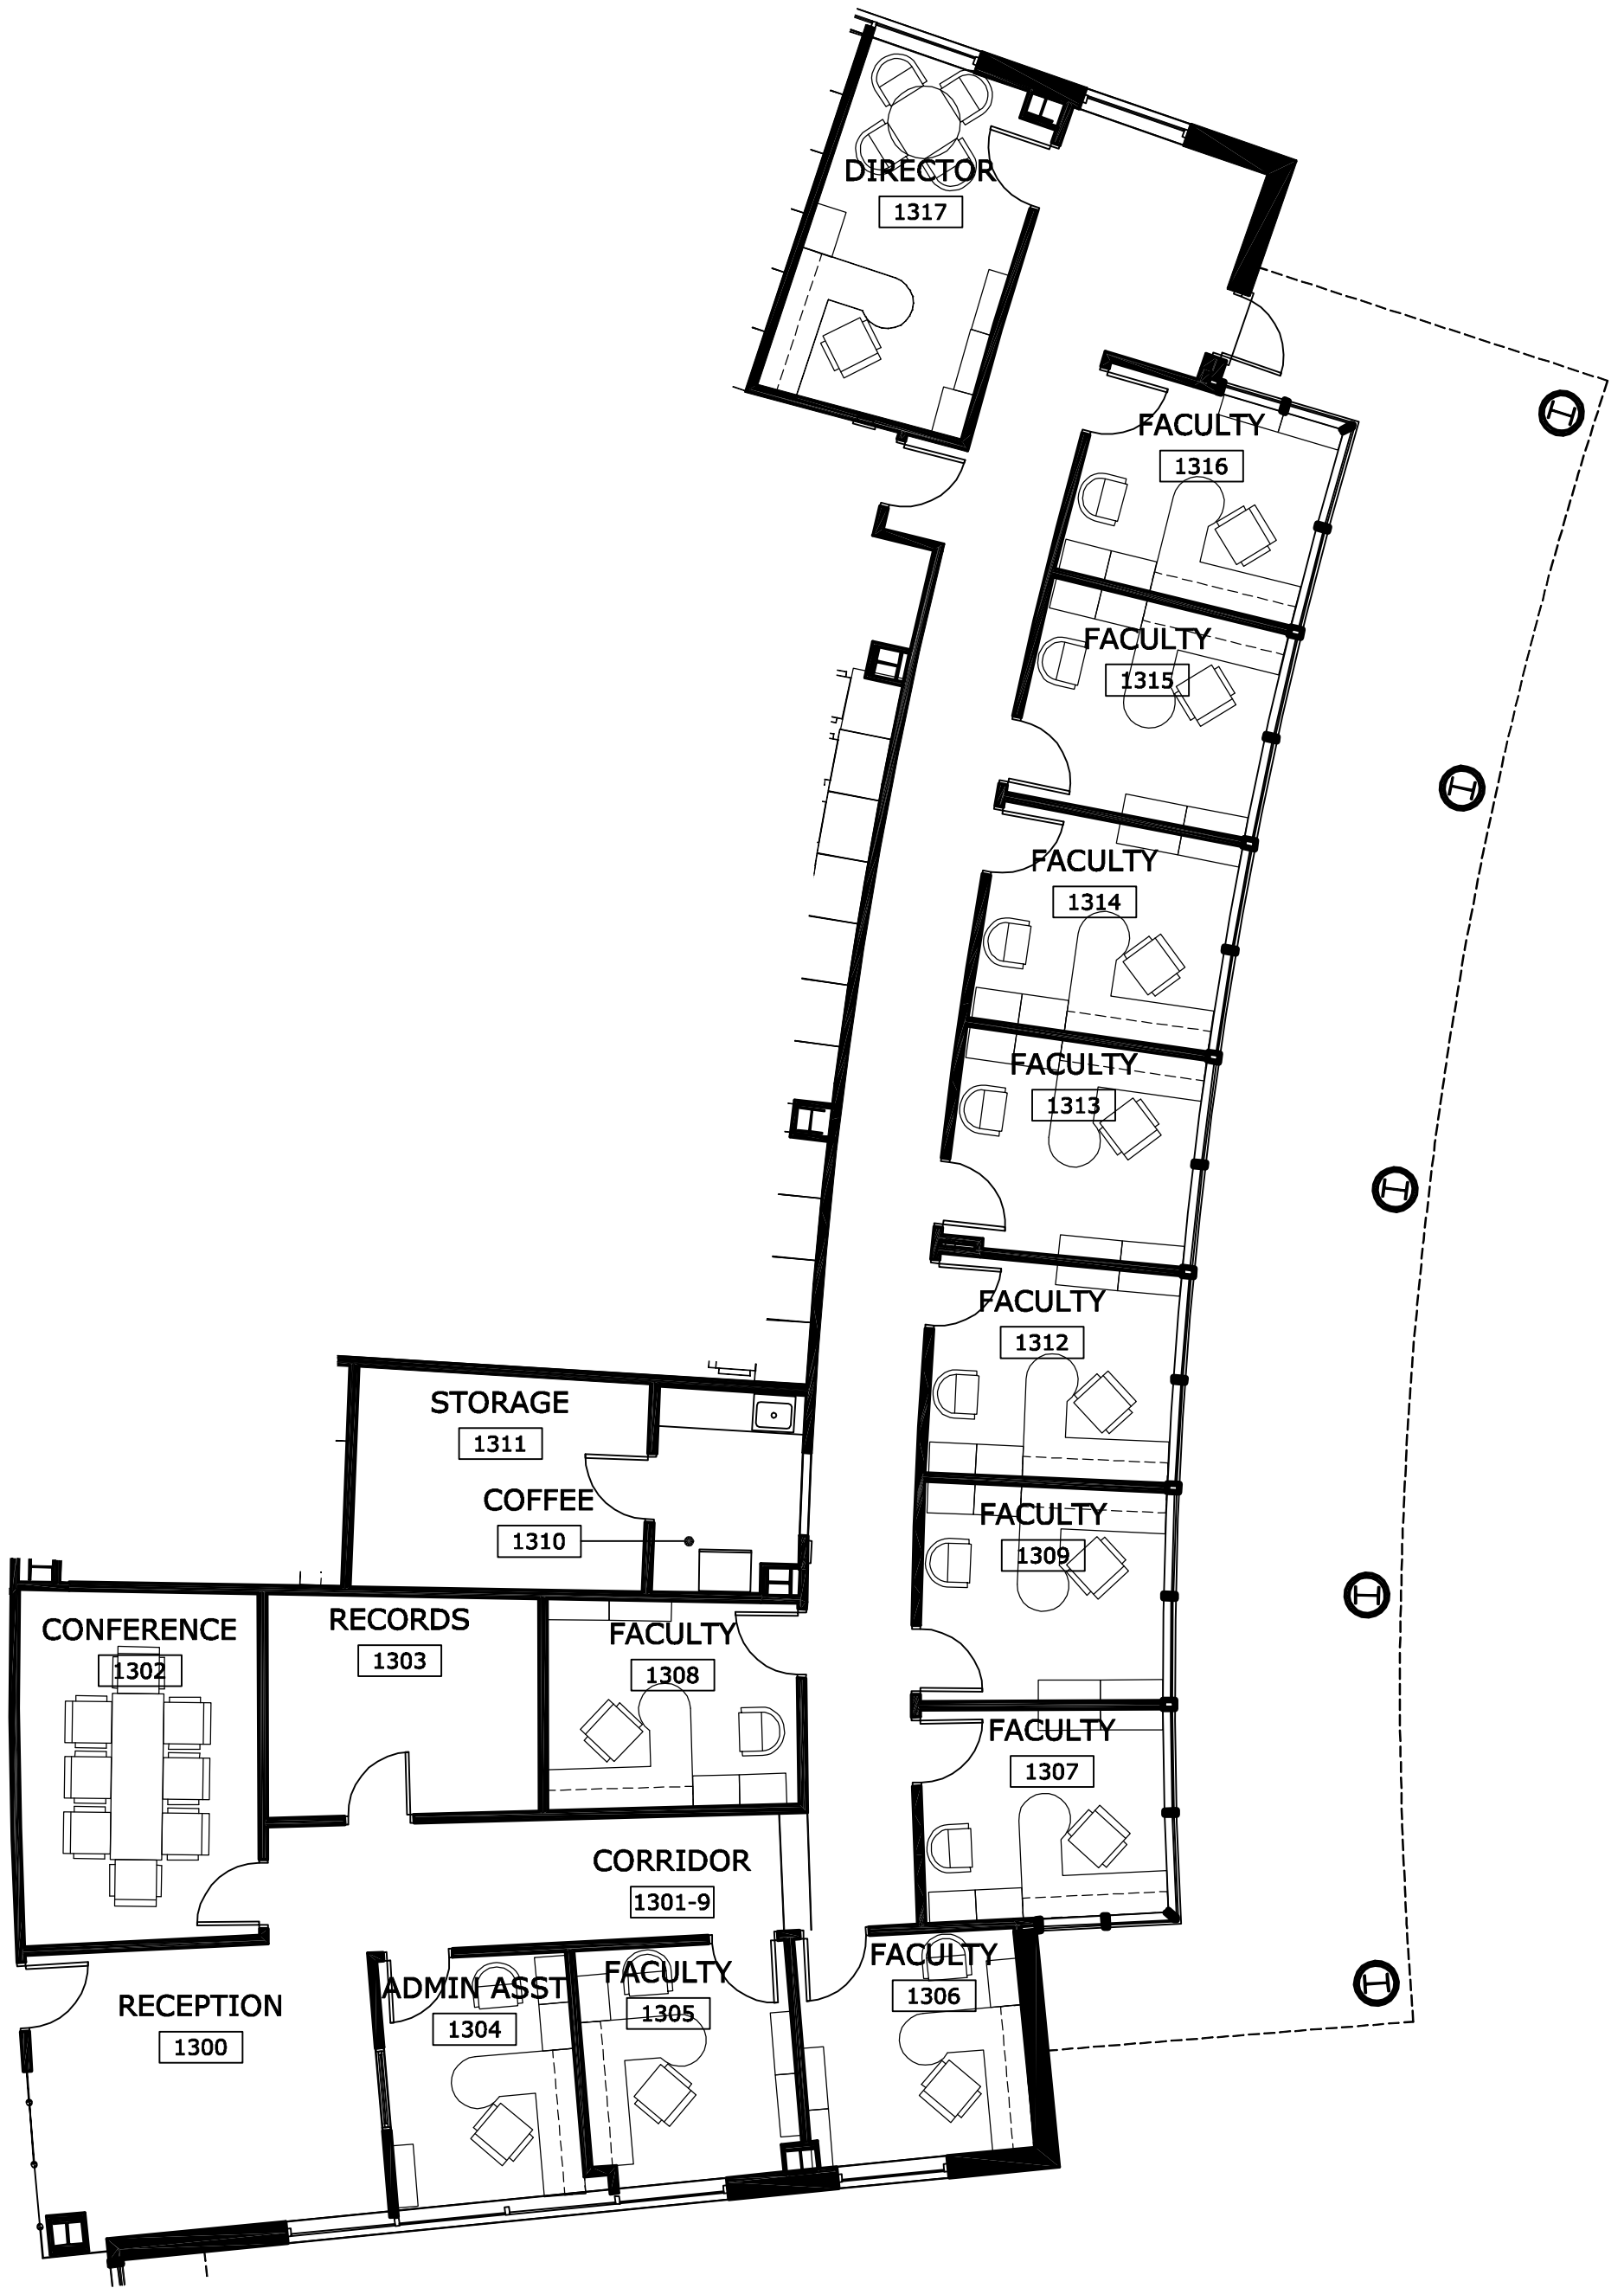 DIRECTOR
1317
FACULTY
1316
FACULTY
1315
FACULTY
1314
FACULTY
1313
FACULTY
1312
STORAGE
1311
COFFEE
1310
FACULTY
1309
CONFERENCE
1302
RECORDS
1303
FACULTY
1308
FACULTY
1307
CORRIDOR
1301-9
FACULTY
1306
FACULTY
1305
ADMIN ASST
1304
RECEPTION
1300